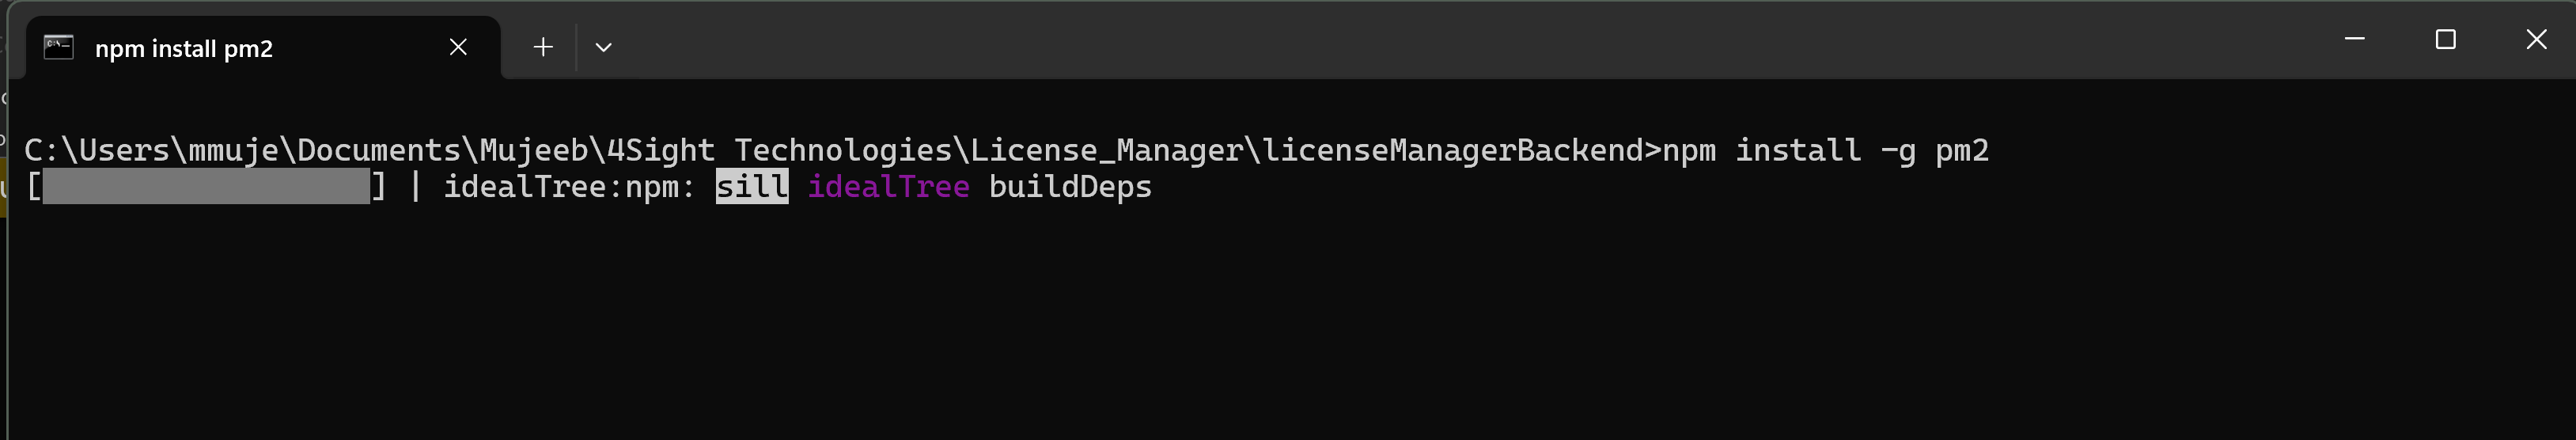 npm install pm2
C:\Users\mmuje\Documents\Mujeeb\4Sight Technologies\License_Manager\licenseManagerBackend>npm install -g pm2
[                  ] | idealTree:npm: sill idealTree buildDeps